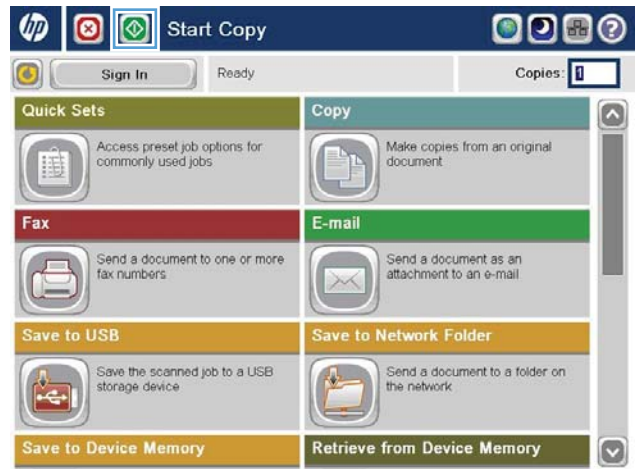 hp
Start Copy
?
Sign In
Ready
Copies: 1
Quick Sets
Copy
Access preset job options for
commonly used jobs
Make copies from an original
document
Fax
E-mail
Send a document to one or more
fax numbers
Send a document as an
attachment to an e-mail
Save to USB
Save to Network Folder
Save the scanned job to a USB
storage device
Send a document to a folder on
the network
Save to Device Memory
Retrieve from Device Memory